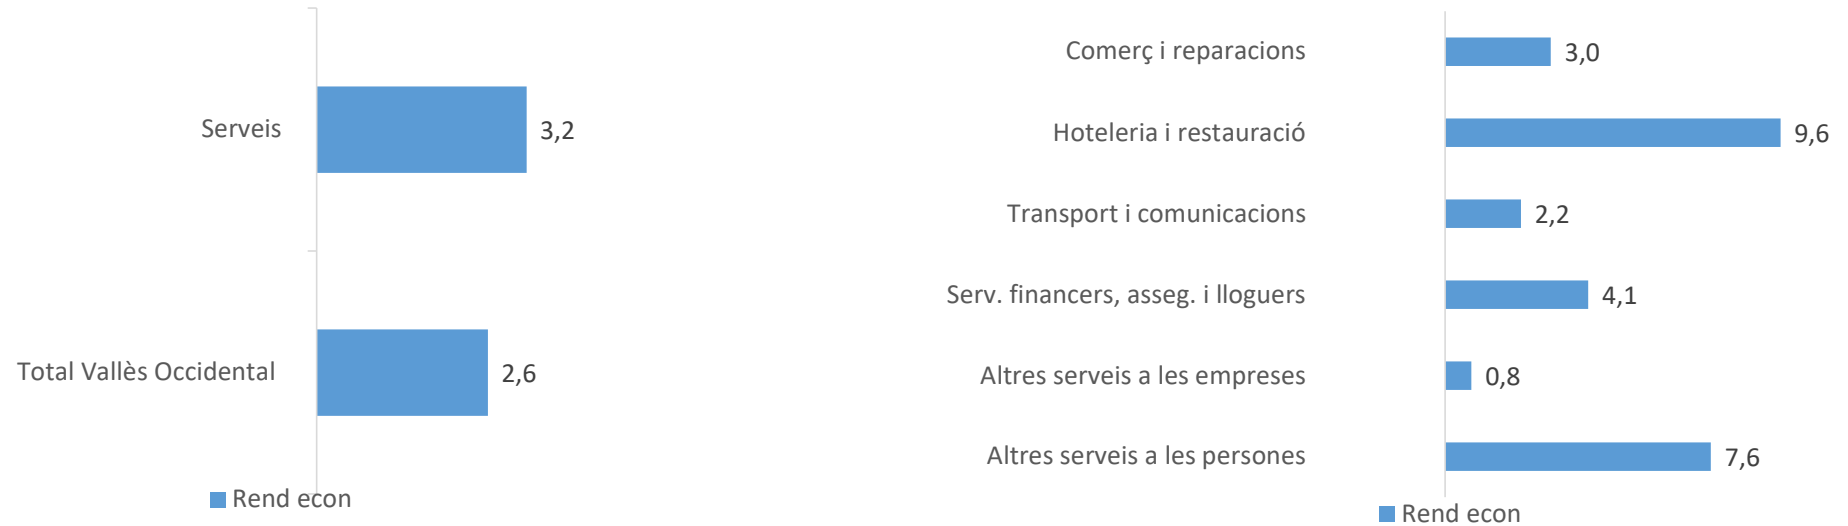 Serveis 3,2
Total Vallès Occidental 2,6
Rend econ
Comerç i reparacions 3,0
Hoteleria i restauració 9,6
Transport i comunicacions 2,2
Serv. financers, asseg. i lloguers 4,1
Altres serveis a les empreses 0,8
Altres serveis a les persones 7,6
Rend econ